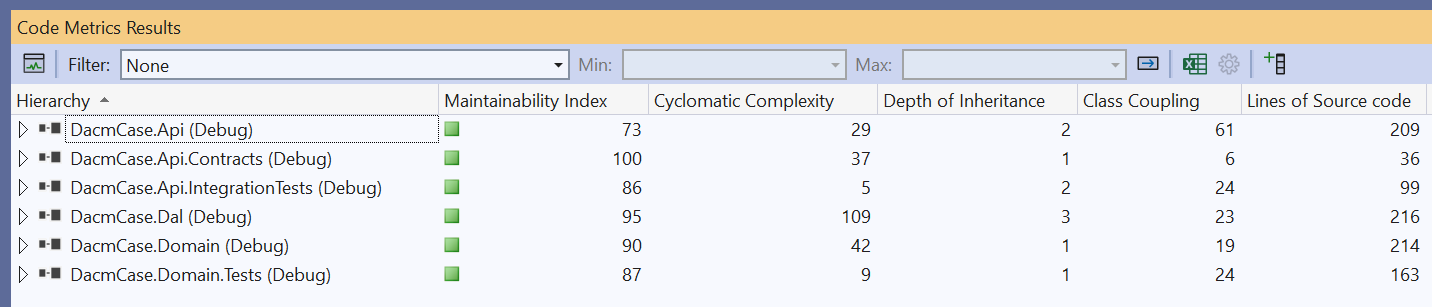 Code Metrics Results
Filter: None Min: Max:
Hierarchy Maintainability Index Cyclomatic Complexity Depth of Inheritance Class Coupling Lines of Source code
DacmCase.Api (Debug) 73 29 2 61 209
DacmCase.Api.Contracts (Debug) 100 37 1 6 36
DacmCase.Api.IntegrationTests (Debug) 86 5 2 24 99
DacmCase.Dal (Debug) 95 109 3 23 216
DacmCase.Domain (Debug) 90 42 1 19 214
DacmCase.Domain.Tests (Debug) 87 9 1 24 163